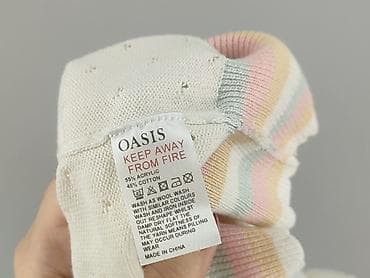 OASIS
KEEP AWAY
FROM FIRE
55% ACRYLIC
45% COTTON
WASH AS WOOL WASH
WITH SIMILAR COLOURS
WASH AND IRON INSIDE
OUT RESHAPE WHILST
DAMP DRY FLAT THE
NATURAL SOFTNESS OF
THE YARN MEANS PILLING
MAY OCCUR DURING
WEAR
MADE IN CHINA